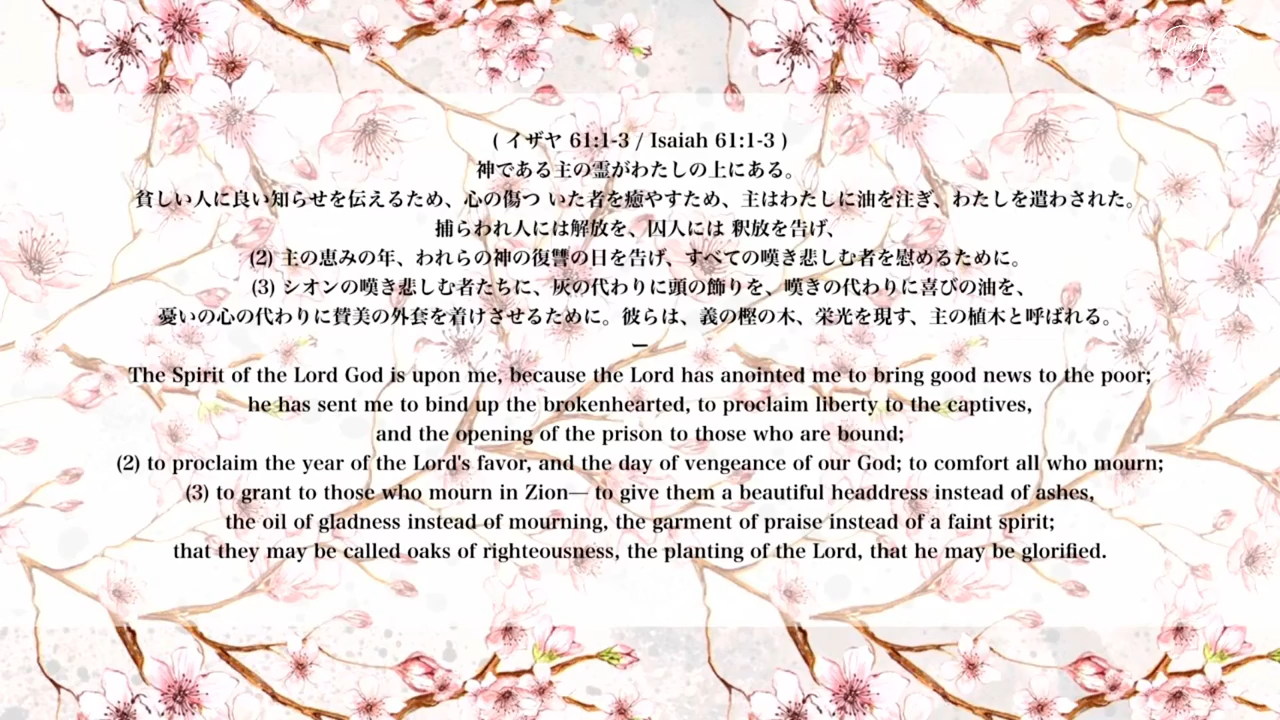 ( イザヤ 61:1-3 / Isaiah 61:1-3 )
神である主の霊がわたしの上にある。
貧しい人に良い知らせを伝えるため、心の傷つ いた者を癒やすため、主はわたしに油を注ぎ、わたしを遣わされた。
捕らわれ人には解放を、囚人には 釈放を告げ、
(2) 主の恵みの年、われらの神の復讐の日を告げ、すべての嘆き悲しむ者を慰めるために。
(3) シオンの嘆き悲しむ者たちに、灰の代わりに頭の飾りを、嘆きの代わりに喜びの油を、
憂いの心の代わりに賛美の外套を着けさせるために。彼らは、義の樫の木、栄光を現す、主の植木と呼ばれる。
ー
The Spirit of the Lord God is upon me, because the Lord has anointed me to bring good news to the poor;
he has sent me to bind up the brokenhearted, to proclaim liberty to the captives,
and the opening of the prison to those who are bound;
(2) to proclaim the year of the Lord's favor, and the day of vengeance of our God; to comfort all who mourn;
(3) to grant to those who mourn in Zion— to give them a beautiful headdress instead of ashes,
the oil of gladness instead of mourning, the garment of praise instead of a faint spirit;
that they may be called oaks of righteousness, the planting of the Lord, that he may be glorified.